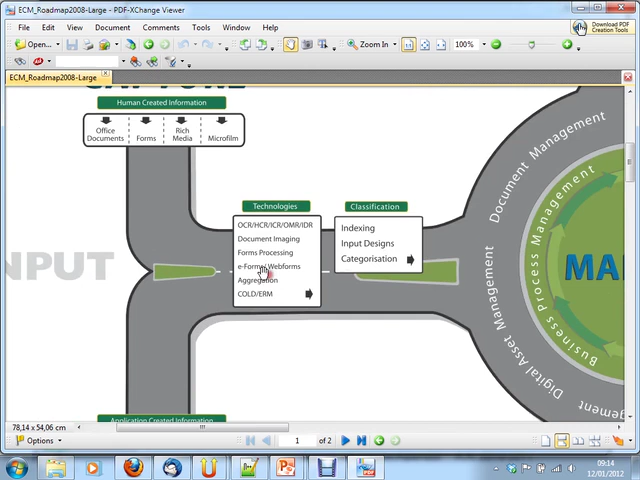 ECM_Roadmap2008-Large - PDF-XChange Viewer
File Edit View Document Comments Tools Window Help
Open... Zoom In 100% Download PDF Creation Tools
ECM_Roadmap2008-Large
CAPTURE
Human Created Information
Office Documents Forms Rich Media Microfilm
INPUT
Technologies
OCR/HCR/ICR/OMR/IDR
Document Imaging
Forms Processing
e-Forms/Webforms
Aggregation
COLD/ERM
Classification
Indexing
Input Designs
Categorisation
Document Management
Digital Asset Management
Business Process Management
MA
Application Created Information
78,14 x 54,06 cm
Options 1 of 2
09:14
12/01/2012